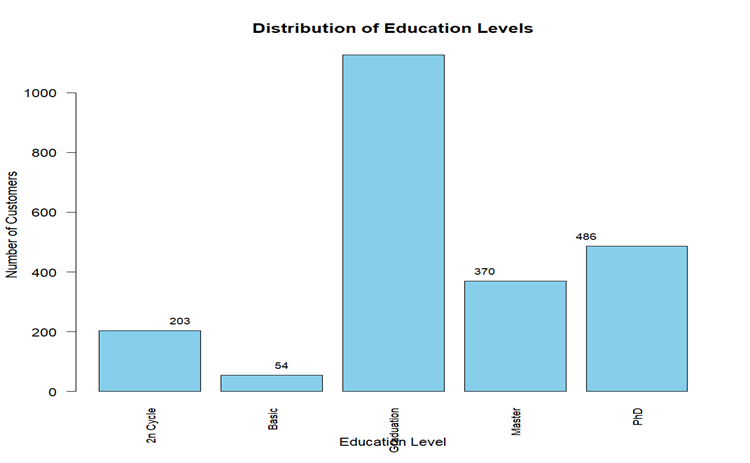 Distribution of Education Levels
Number of Customers
1000
800
600
400
200
0
203
54
370
486
2n Cycle
Basic
Graduation
Master
PhD
Education Level